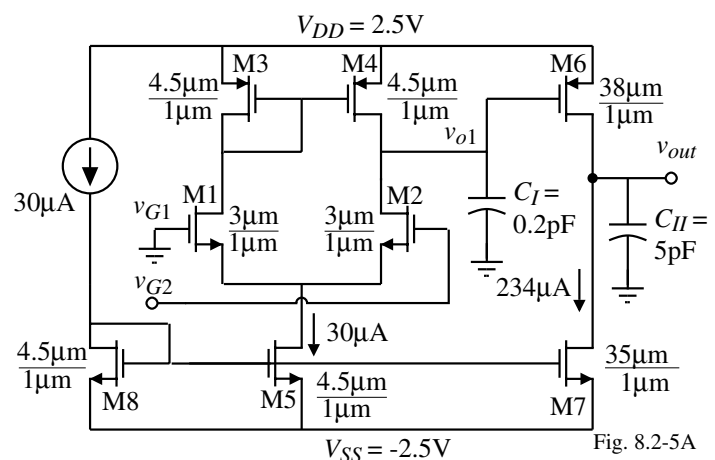 V_DD = 2.5V
M3
M4
M6
4.5μm
1μm
4.5μm
1μm
38μm
1μm
v_o1
v_out
30μA
M1
M2
v_G1
3μm
1μm
3μm
1μm
C_I =
0.2pF
C_II =
5pF
v_G2
234μA
30μA
4.5μm
1μm
35μm
1μm
M8
M5
4.5μm
1μm
M7
V_SS = -2.5V
Fig. 8.2-5A